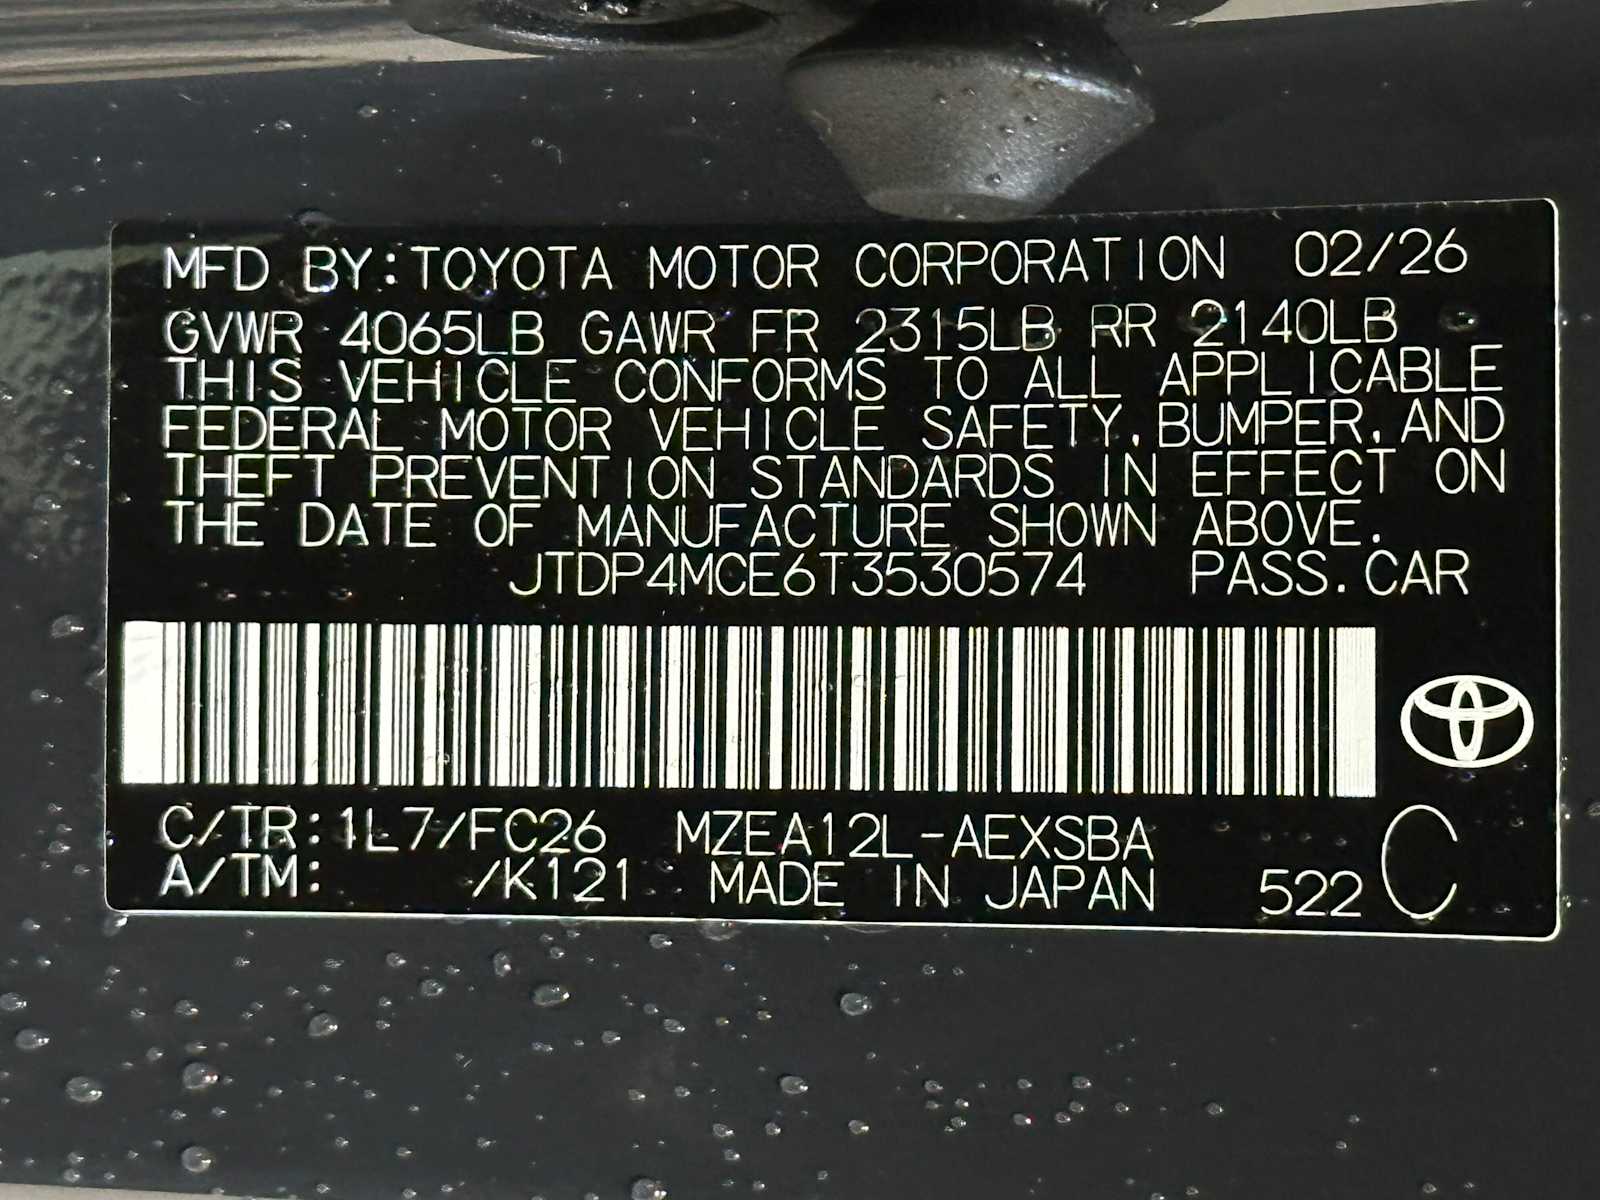 MFD BY:TOYOTA MOTOR CORPORATION 02/26
GVWR 4065LB GAWR FR 2315LB RR 2140LB
THIS VEHICLE CONFORMS TO ALL APPLICABLE
FEDERAL MOTOR VEHICLE SAFETY,BUMPER,AND
THEFT PREVENTION STANDARDS IN EFFECT ON
THE DATE OF MANUFACTURE SHOWN ABOVE.
JTDP4MCE6T3530574 PASS.CAR
C/TR:1L7/FC26 MZEA12L-AEXSBA
A/TM: /K121 MADE IN JAPAN 522 C